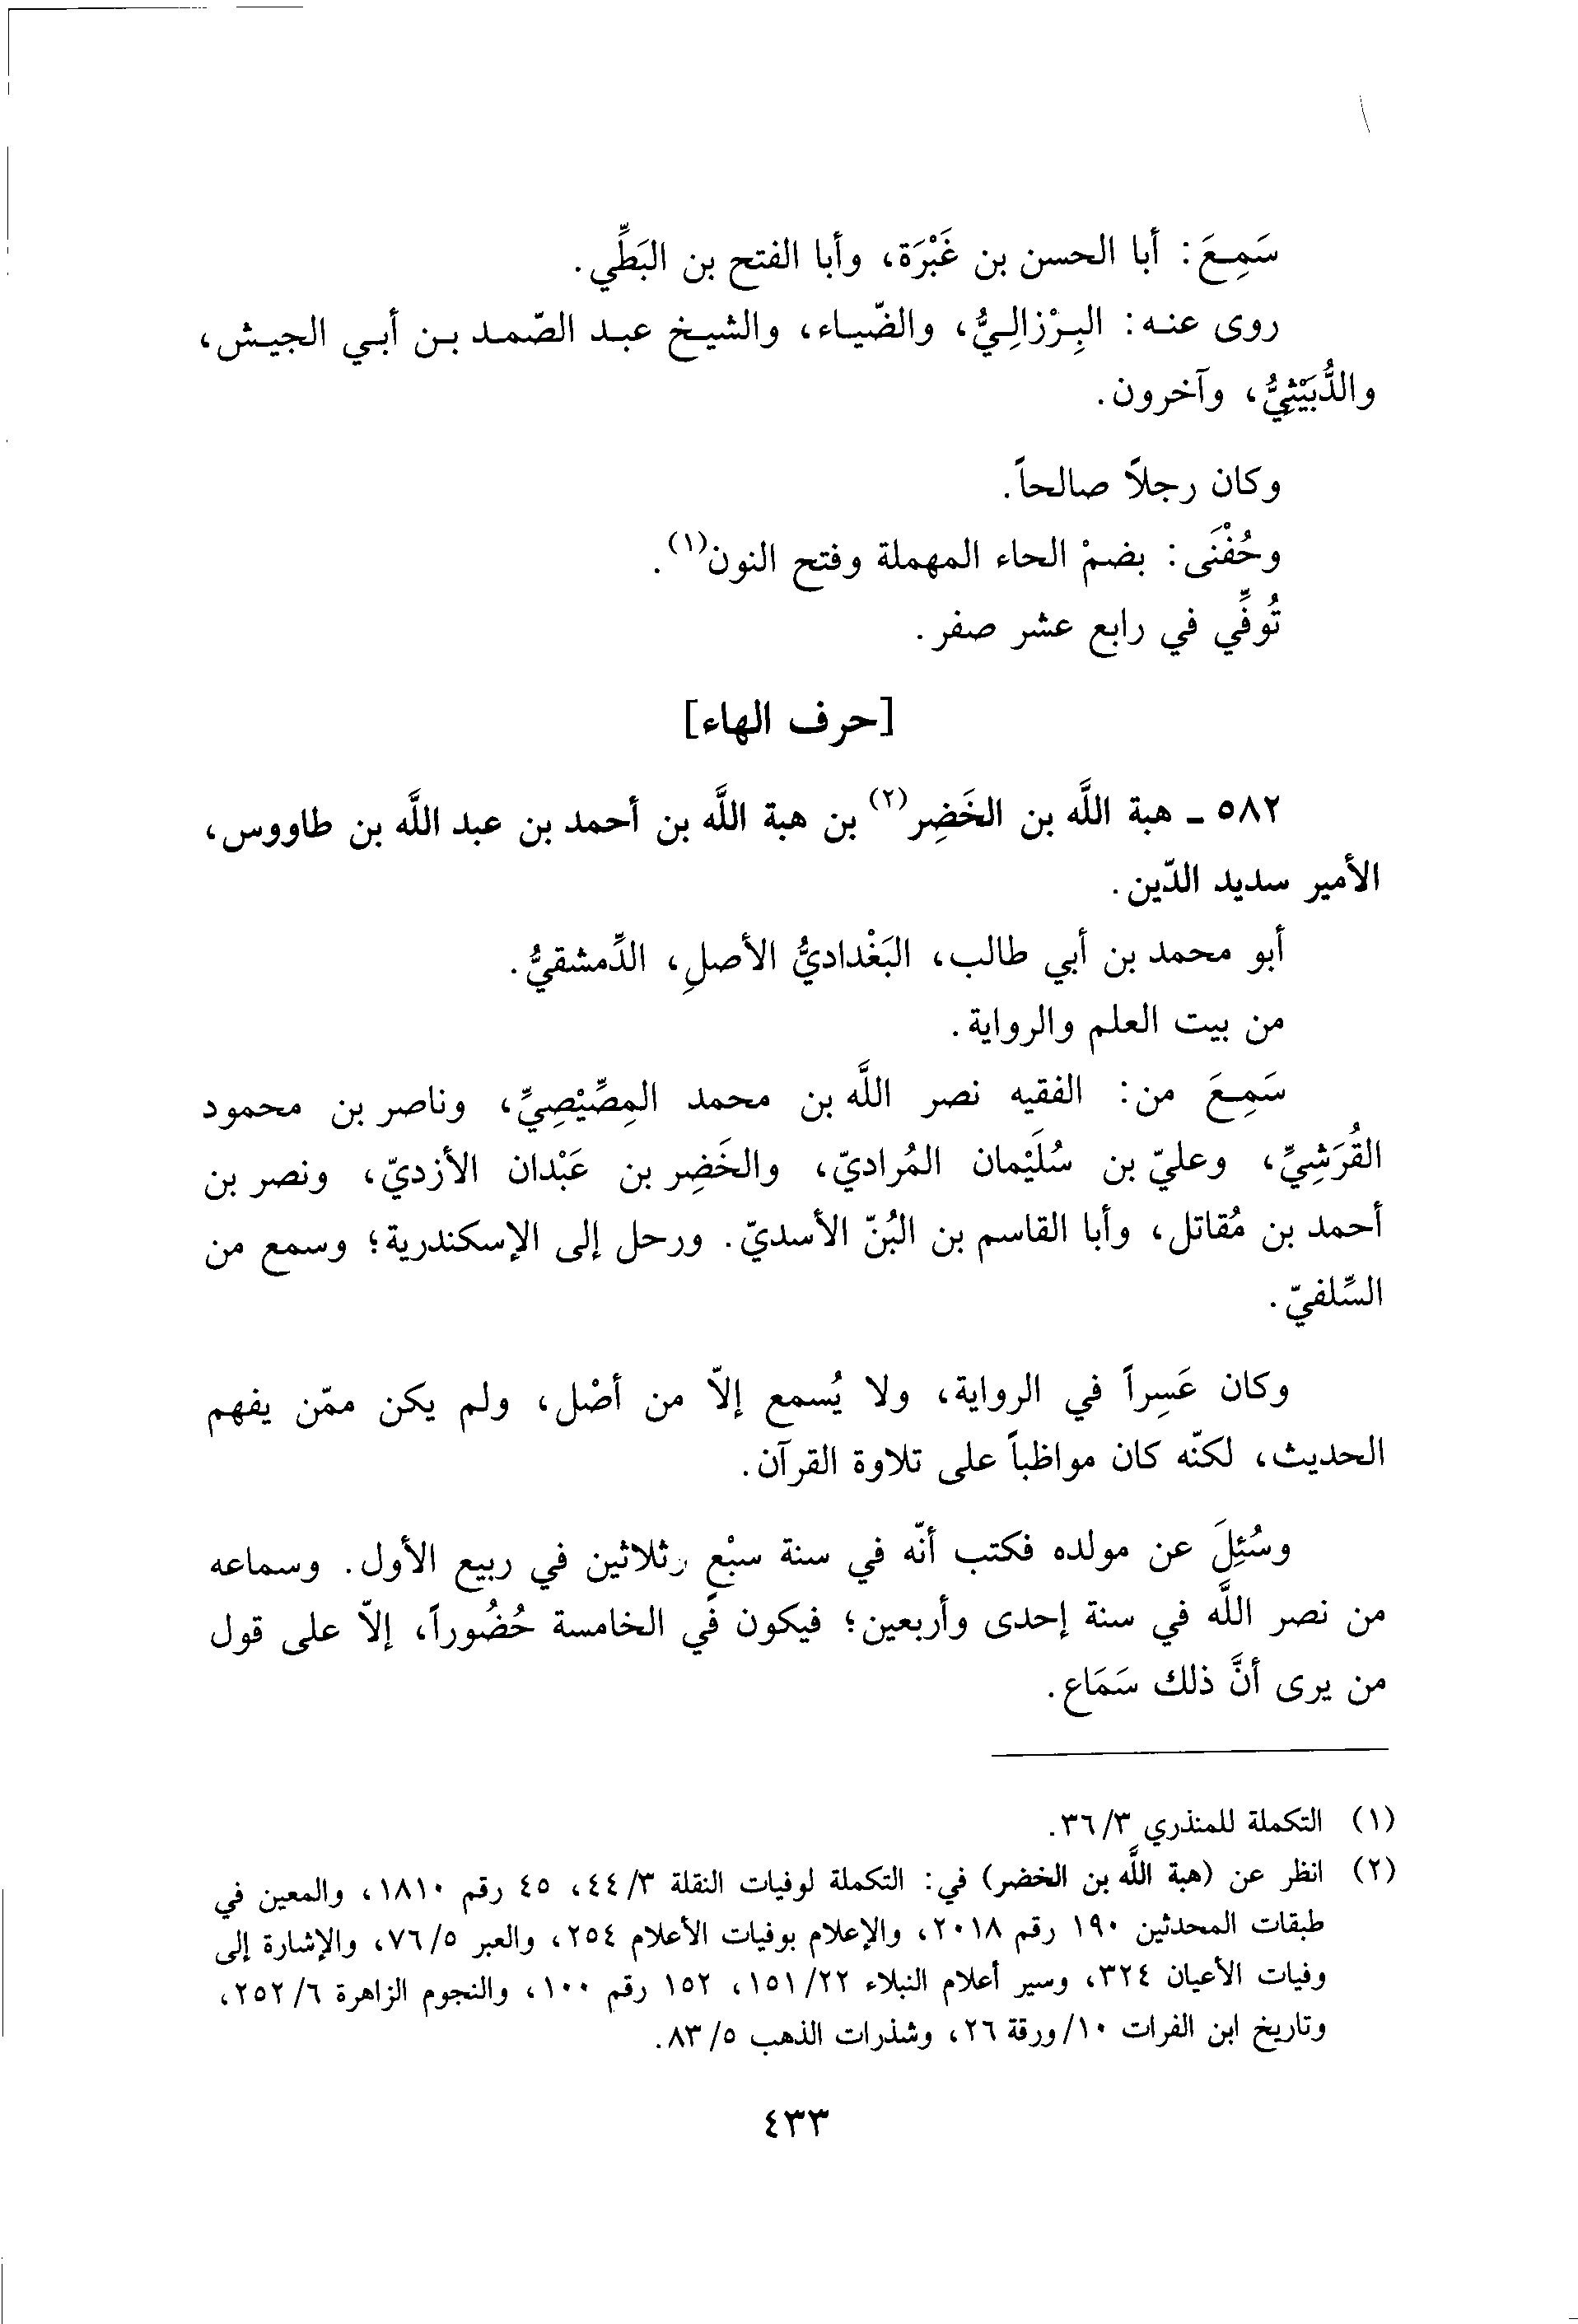 سَمِعَ: أبا الحسن بن غَبْرَة، وأبا الفتح بن البَطِّي.
روى عنه: البِرْزالِيُّ، والضّياء، والشيخ عبد الصّمد بن أبي الجيش،
والدُّبَيْثِيُّ، وآخرون.
وكان رجلاً صالحاً.
وحُفْنَى: بضمْ الحاء المهملة وفتح النون(١).
تُوفِّي في رابع عشر صفر.
[حرف الهاء]
٥٨٢ - هبة اللَّه بن الخَضِر(٢) بن هبة اللَّه بن أحمد بن عبد اللَّه بن طاووس،
الأمير سديد الدّين.
أبو محمد بن أبي طالب، البَغْداديُّ الأصلِ، الدِّمشقيُّ.
من بيت العلم والرواية.
سَمِعَ من: الفقيه نصر اللَّه بن محمد المِصِّيْصِيِّ، وناصر بن محمود
القُرَشِيِّ، وعليّ بن سُلَيْمان المُراديّ، والخَضِر بن عَبْدان الأزديّ، ونصر بن
أحمد بن مُقاتل، وأبا القاسم بن البُنّ الأسديّ. ورحل إلى الإسكندرية؛ وسمع من
السِّلفيّ.
وكان عَسِراً في الرواية، ولا يُسمع إلاّ من أصْل، ولم يكن ممّن يفهم
الحديث، لكنّه كان مواظباً على تلاوة القرآن.
وسُئِلَ عن مولده فكتب أنّه في سنة سبْعٍ وثلاثين في ربيع الأول. وسماعه
من نصر اللَّه في سنة إحدى وأربعين؛ فيكون في الخامسة حُضُوراً، إلاّ على قول
من يرى أنَّ ذلك سَمَاع.
(١) التكملة للمنذري ٣/٣٦.
(٢) انظر عن (هبة اللَّه بن الخضر) في: التكملة لوفيات النقلة ٣/٤٤، ٤٥ رقم ١٨١٠، والمعين في
طبقات المحدثين ١٩٠ رقم ٢٠١٨، والإعلام بوفيات الأعلام ٢٥٤، والعبر ٥/٧٦، والإشارة إلى
وفيات الأعيان ٣٢٤، وسير أعلام النبلاء ٢٢/١٥١، ١٥٢ رقم ١٠٠، والنجوم الزاهرة ٦/٢٥٢،
وتاريخ ابن الفرات ١٠/ورقة ٢٦، وشذرات الذهب ٥/٨٣.
٤٣٣